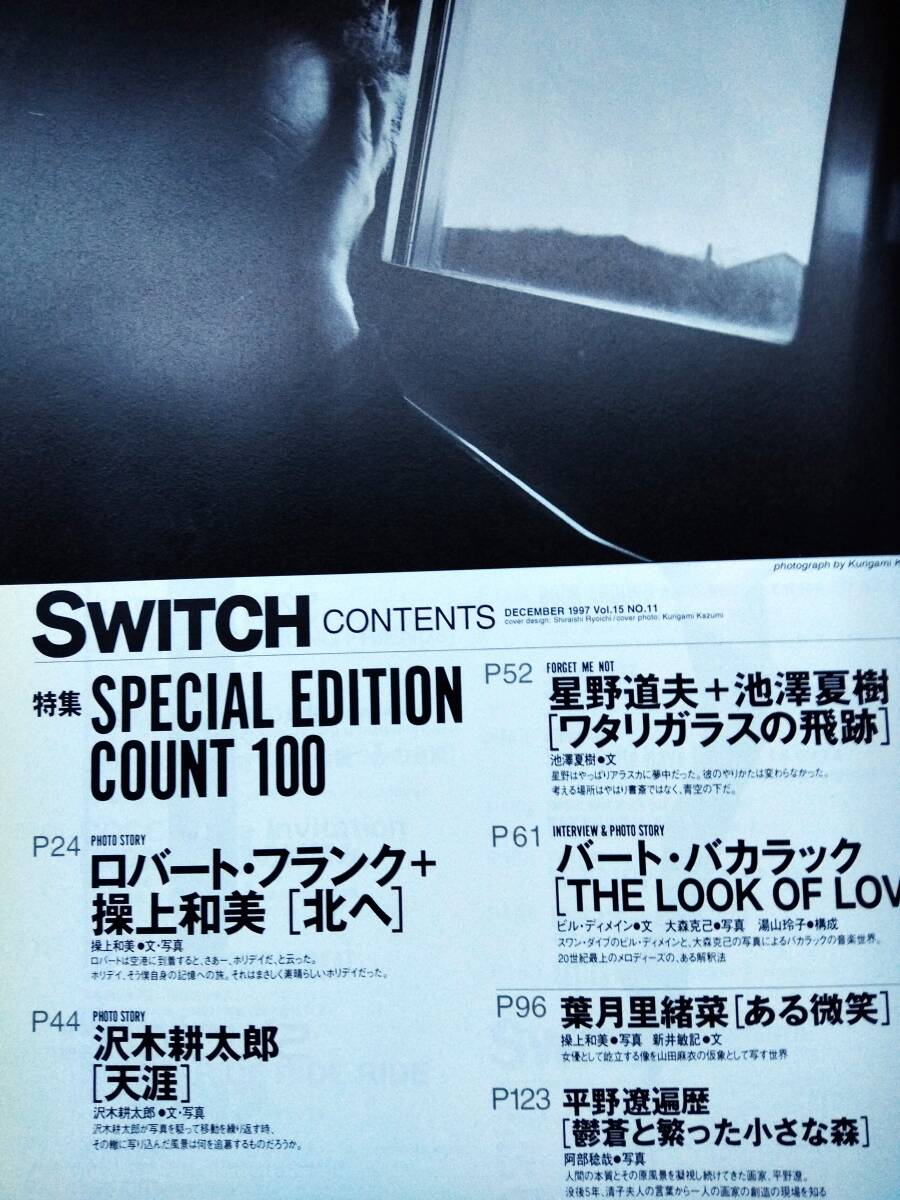 photograph by Kurigami K
SWITCH CONTENTS DECEMBER 1997 Vol.15 NO.11
cover design: Shiraishi Ryoichi/cover photo: Kurigami Kazumi
特集 SPECIAL EDITION
COUNT 100
P24 PHOTO STORY
ロバート・フランク+
操上和美 [北へ]
操上和美●文・写真
ロバートは空港に到着すると、さあー、ホリデイだ、と云った。
ホリデイ、そう僕自身の記憶への旅。それはまさしく素晴らしいホリデイだった。
P44 PHOTO STORY
沢木耕太郎
[天涯]
沢木耕太郎●文・写真
沢木耕太郎が写真を駆って移動を繰り返す時、
その轍に写り込んだ風景は何を追慕するものだろうか。
P52 FORGET ME NOT
星野道夫+池澤夏樹
[ワタリガラスの飛跡]
池澤夏樹●文
星野はやっぱりアラスカに夢中だった。彼のやりかたは変わらなかった。
考える場所はやはり書斎ではなく、青空の下だ。
P61 INTERVIEW & PHOTO STORY
バート・バカラック
[THE LOOK OF LOV
ビル・ディメイン●文 大森克己●写真 湯山玲子●構成
スワン・ダイブのビル・ディメインと、大森克己の写真によるバカラックの音楽世界。
20世紀最上のメロディーズの、ある解釈法
P96 葉月里緒菜[ある微笑]
操上和美●写真 新井敏記●文
女優として屹立する像を山田麻衣の仮象として写す世界
P123 平野遼遍歴
[鬱蒼と繁った小さな森]
阿部稔哉●写真
人間の本質とその原風景を凝視し続けてきた画家、平野遼。
没後5年、清子夫人の言葉から一人の画家の創造の現場を知る